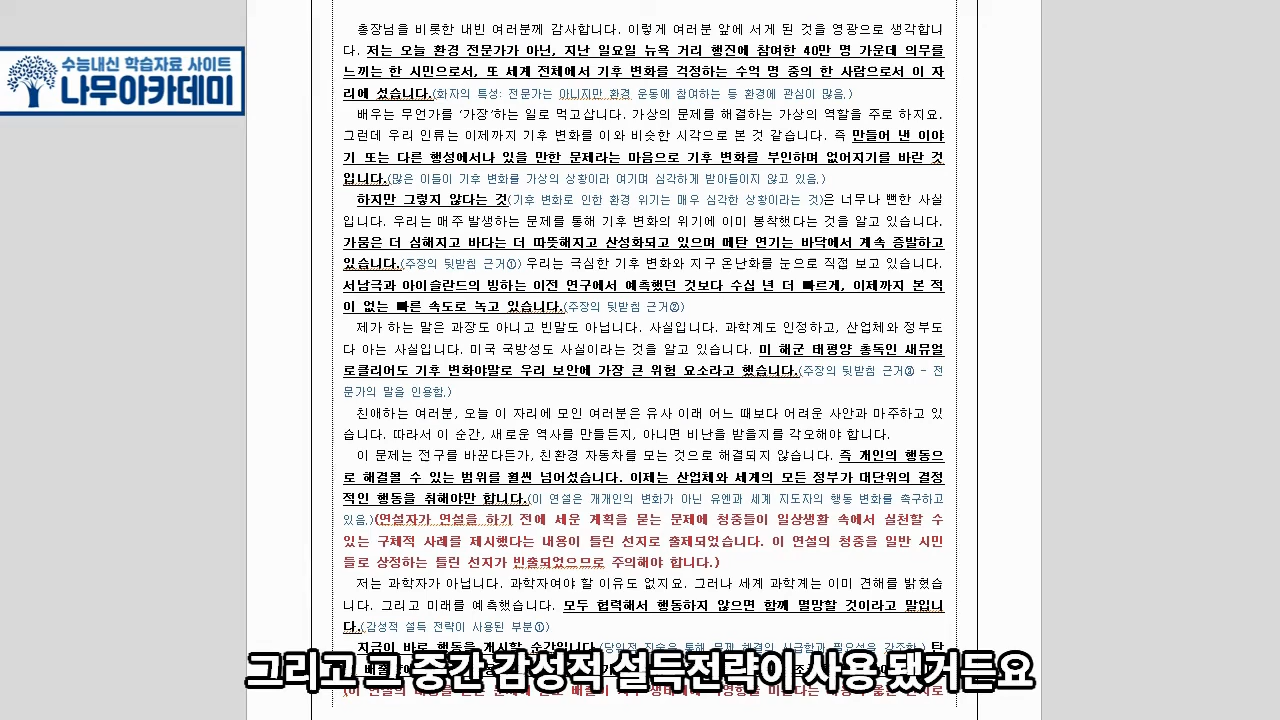 총장님을 비롯한 내빈 여러분께 감사합니다. 이렇게 여러분 앞에 서게 된 것을 영광으로 생각합니
다. 저는 오늘 환경 전문가가 아닌, 지난 일요일 뉴욕 거리 행진에 참여한 40만 명 가운데 의무를
느끼는 한 시민으로서, 또 세계 전체에서 기후 변화를 걱정하는 수억 명 중의 한 사람으로서 이 자
리에 섰습니다.(화자의 특성: 전문가는 아니지만 환경 운동에 참여하는 등 환경에 관심이 많음.)
수능내신 학습자료 사이트
나무아카데미
배우는 무언가를 '가장'하는 일로 먹고삽니다. 가상의 문제를 해결하는 가상의 역할을 주로 하지요.
그런데 우리 인류는 이제까지 기후 변화를 이와 비슷한 시각으로 본 것 같습니다. 즉 만들어 낸 이야
기 또는 다른 행성에서나 있을 만한 문제라는 마음으로 기후 변화를 부인하며 없어지기를 바란 것
입니다.(많은 이들이 기후 변화를 가상의 상황이라 여기며 심각하게 받아들이지 않고 있음.)
하지만 그렇지 않다는 것(기후 변화로 인한 환경 위기는 매우 심각한 상황이라는 것)은 너무나 뻔한 사실
입니다. 우리는 매주 발생하는 문제를 통해 기후 변화의 위기에 이미 봉착했다는 것을 알고 있습니다.
가뭄은 더 심해지고 바다는 더 따뜻해지고 산성화되고 있으며 메탄 연기는 바닥에서 계속 증발하고
있습니다.(주장의 뒷받침 근거①) 우리는 극심한 기후 변화와 지구 온난화를 눈으로 직접 보고 있습니다.
서남극과 아이슬란드의 빙하는 이전 연구에서 예측했던 것보다 수십 년 더 빠르게, 이제까지 본 적
이 없는 빠른 속도로 녹고 있습니다.(주장의 뒷받침 근거②)
제가 하는 말은 과장도 아니고 빈말도 아닙니다. 사실입니다. 과학계도 인정하고, 산업체와 정부도
다 아는 사실입니다. 미국 국방성도 사실이라는 것을 알고 있습니다. 미 해군 태평양 총독인 새뮤얼
로클리어도 기후 변화야말로 우리 보안에 가장 큰 위험 요소라고 했습니다.(주장의 뒷받침 근거③ - 전
문가의 말을 인용함.)
친애하는 여러분, 오늘 이 자리에 모인 여러분은 유사 이래 어느 때보다 어려운 사안과 마주하고 있
습니다. 따라서 이 순간, 새로운 역사를 만들든지, 아니면 비난을 받을지를 각오해야 합니다.
이 문제는 전구를 바꾼다든가, 친환경 자동차를 모는 것으로 해결되지 않습니다. 즉 개인의 행동으
로 해결될 수 있는 범위를 훨씬 넘어섰습니다. 이제는 산업체와 세계의 모든 정부가 대단위의 결정
적인 행동을 취해야만 합니다.(이 연설은 개개인의 변화가 아닌 유엔과 세계 지도자의 행동 변화를 촉구하고
있음.)(연설자가 연설을 하기 전에 세운 계획을 묻는 문제에 청중들이 일상생활 속에서 실천할 수
있는 구체적 사례를 제시했다는 내용이 틀린 선지로 출제되었습니다. 이 연설의 청중을 일반 시민
들로 상정하는 틀린 선지가 빈출되었으므로 주의해야 합니다.)
저는 과학자가 아닙니다. 과학자여야 할 이유도 없지요. 그러나 세계 과학계는 이미 견해를 밝혔습
니다. 그리고 미래를 예측했습니다. 모두 협력해서 행동하지 않으면 함께 멸망할 것이라고 말입니
다.(감성적 설득 전략이 사용된 부분①)
지금이 바로 행동을 개시할 순간입니다.(당위적 진술을 통해 문제 해결의 시급함과 필요성을 강조함.) 탄
그리고 그 중간 감성적 설득전략이 사용 됐거든요